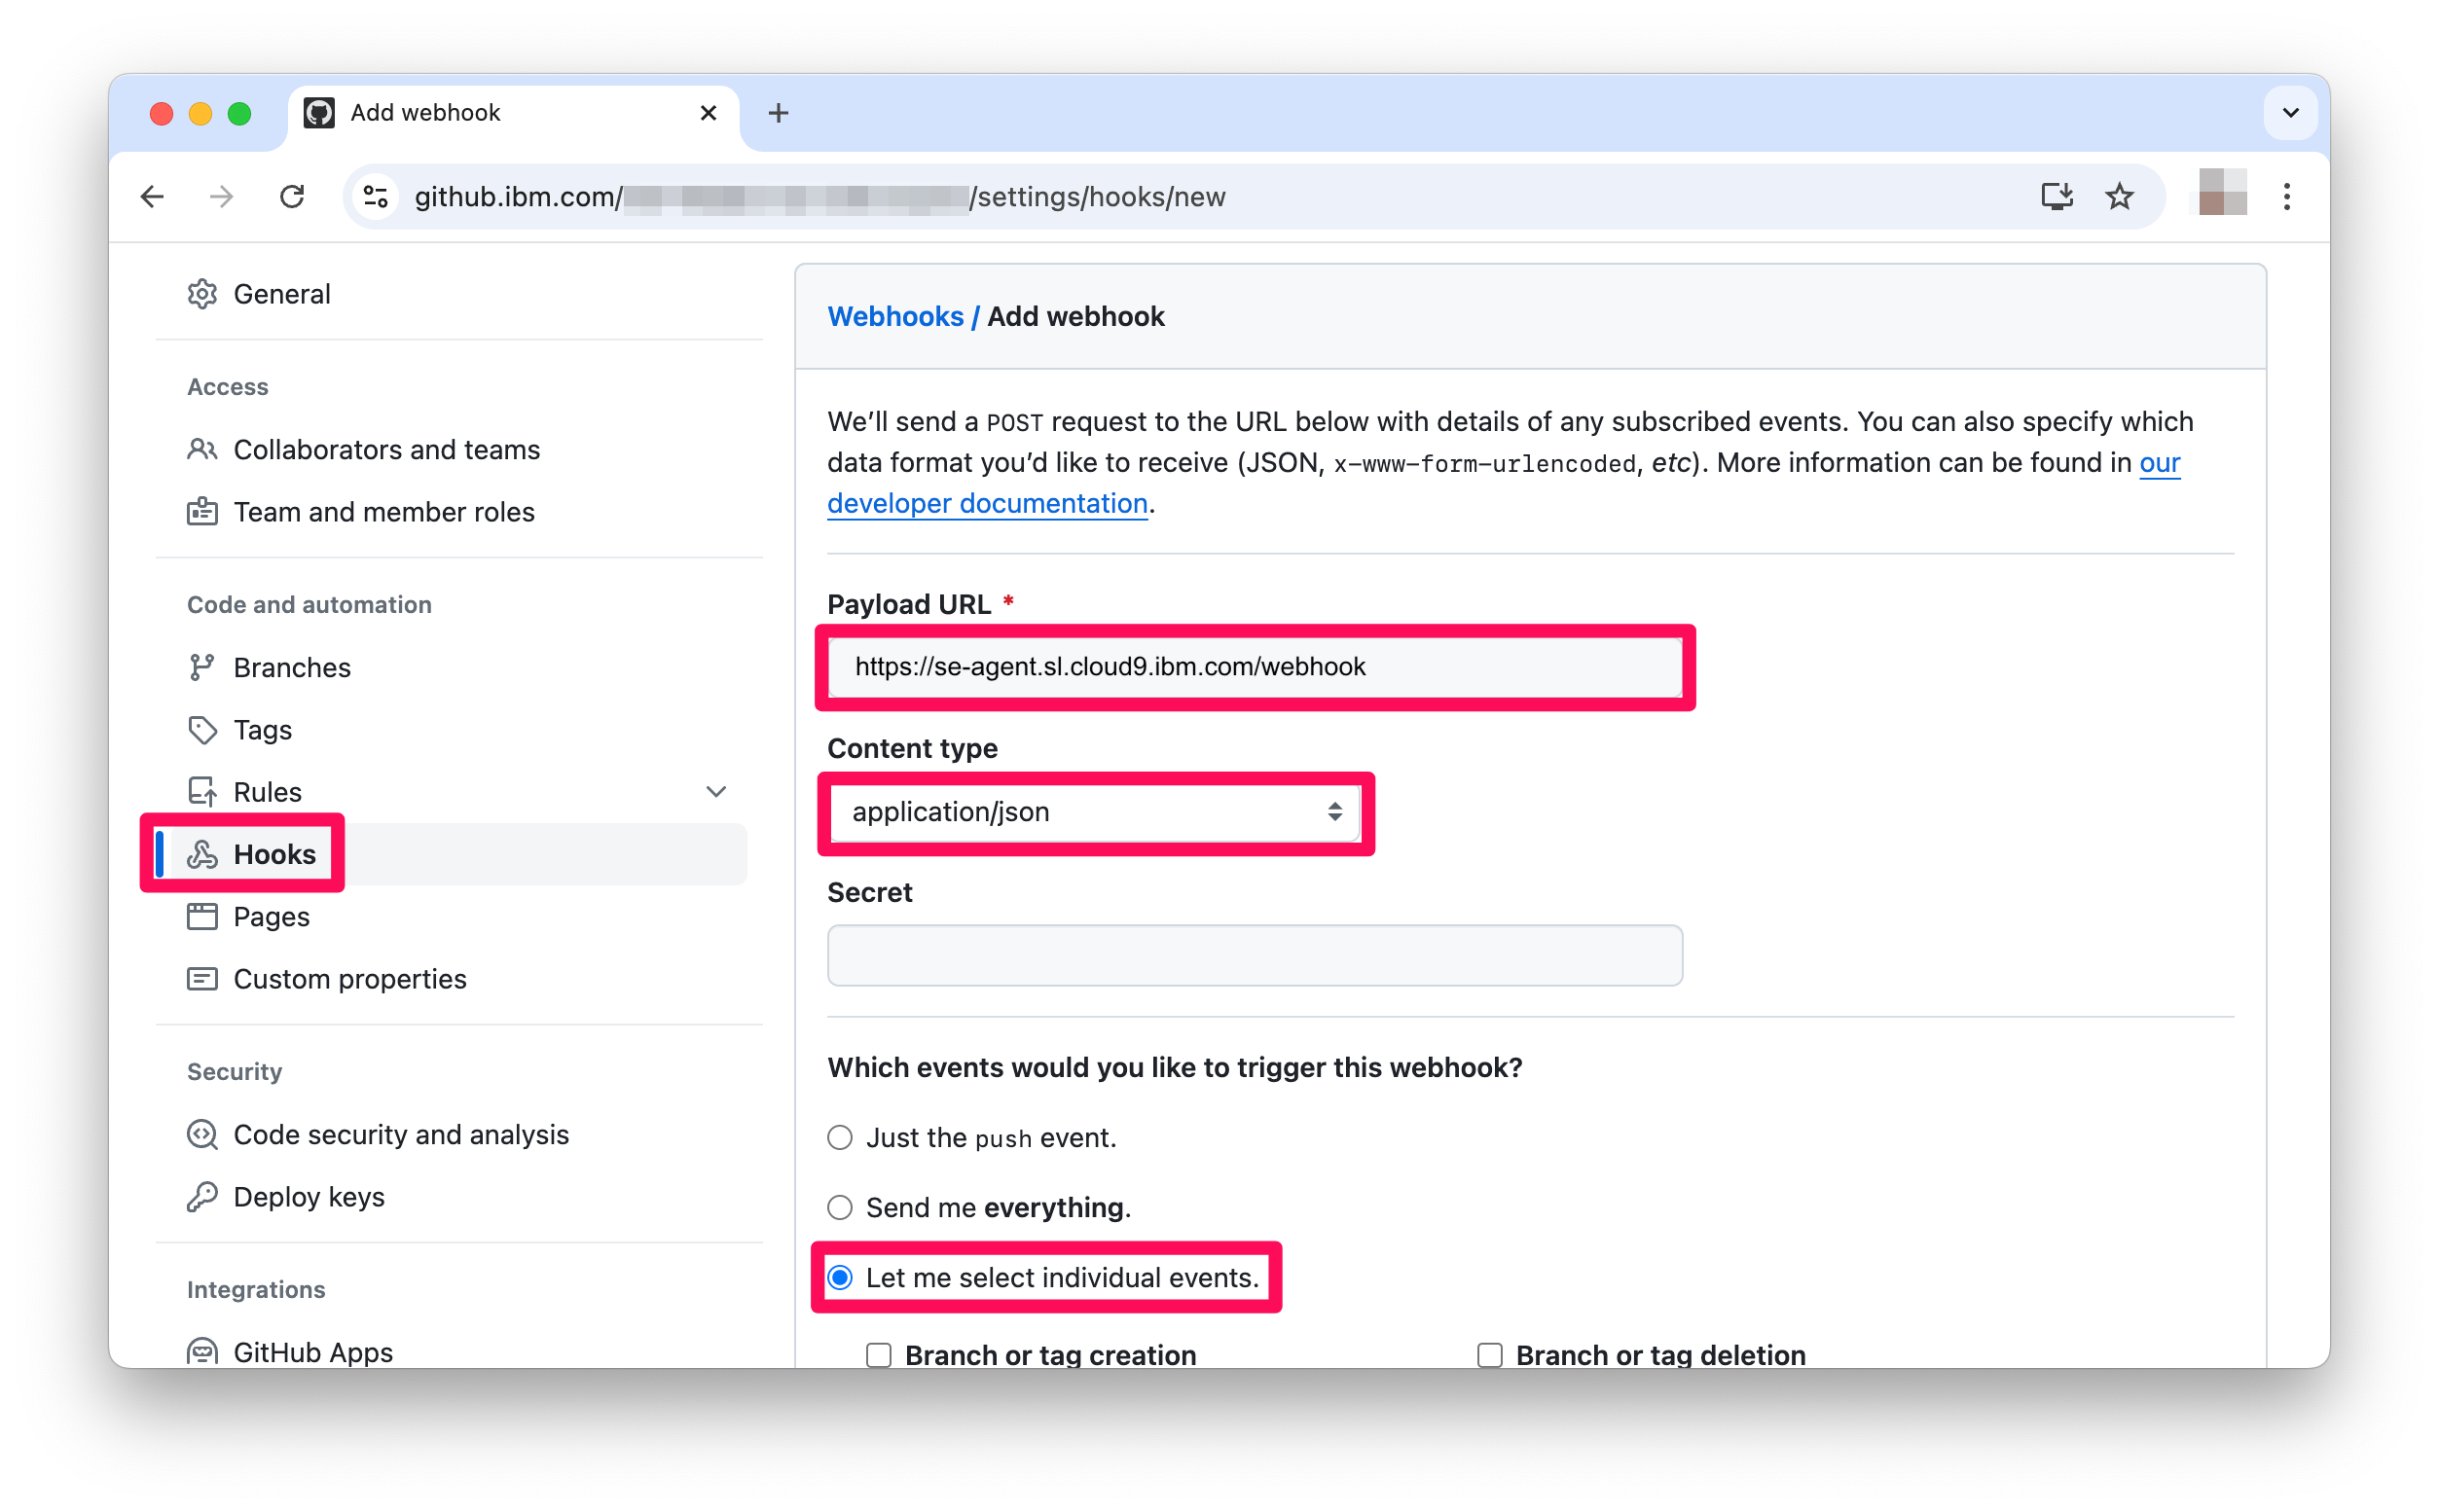 Add webhook
github.ibm.com/
/settings/hooks/new
General
Access
Collaborators and teams
Team and member roles
Code and automation
Branches
Tags
Rules
Hooks
Pages
Custom properties
Security
Code security and analysis
Deploy keys
Integrations
GitHub Apps
Webhooks / Add webhook
We’ll send a POST request to the URL below with details of any subscribed events. You can also specify which
data format you’d like to receive (JSON, x-www-form-urlencoded, etc). More information can be found in our
developer documentation.
Payload URL *
https://se-agent.sl.cloud9.ibm.com/webhook
Content type
application/json
Secret
Which events would you like to trigger this webhook?
Just the push event.
Send me everything.
Let me select individual events.
Branch or tag creation
Branch or tag deletion